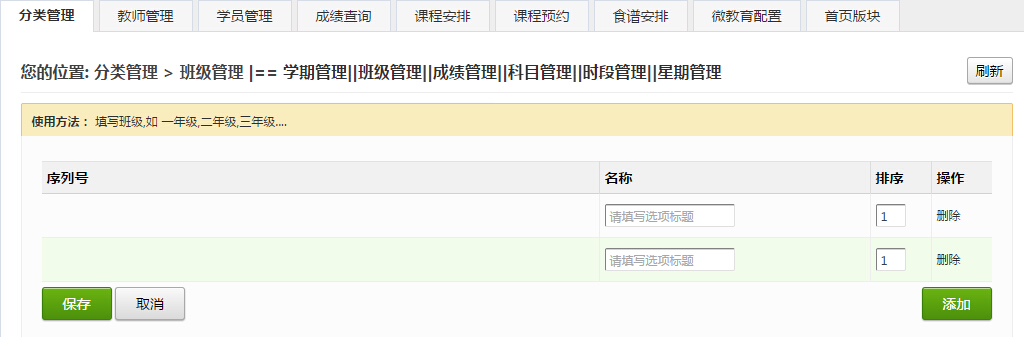 分类管理 教师管理 学员管理 成绩查询 课程安排 课程预约 食谱安排 微教育配置 首页版块
您的位置: 分类管理 > 班级管理 |== 学期管理||班级管理||成绩管理||科目管理||时段管理||星期管理 刷新
使用方法： 填写班级,如 一年级,二年级,三年级....
序列号 名称 排序 操作
请填写选项标题 1 删除
请填写选项标题 1 删除
保存 取消 添加